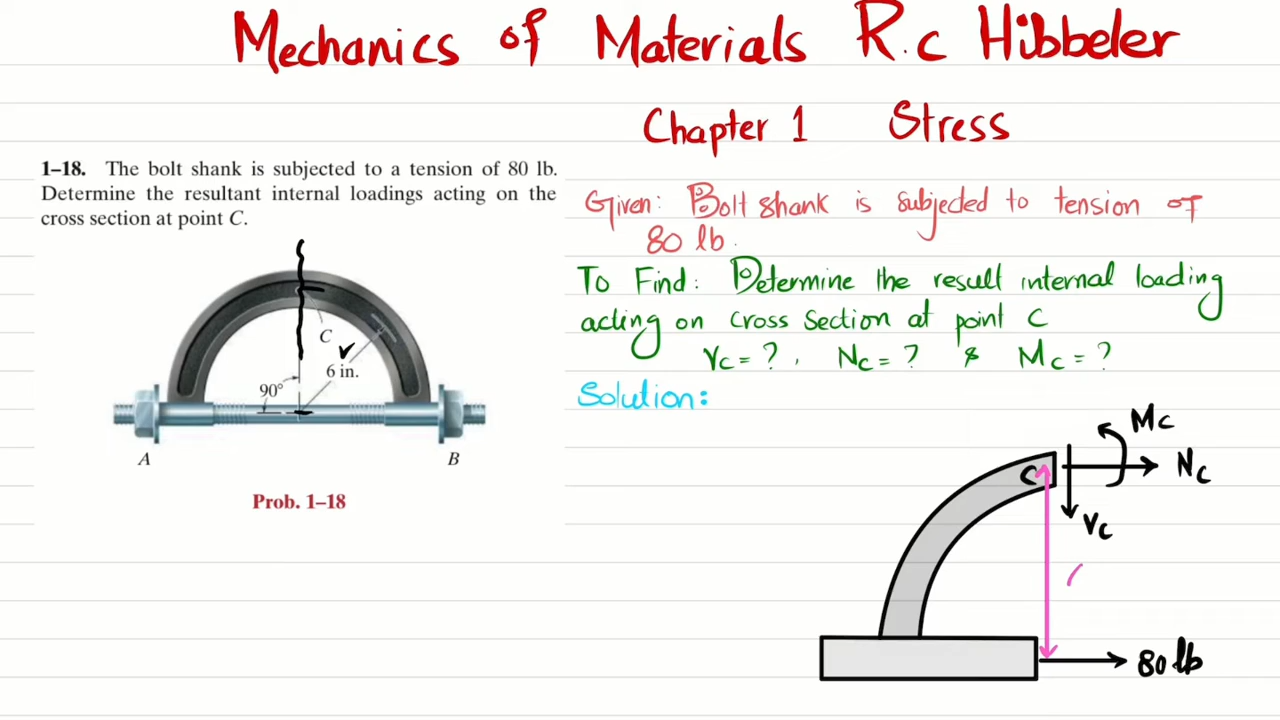 Mechanics of Materials R.c Hibbeler
Chapter 1 Stress
1–18. The bolt shank is subjected to a tension of 80 lb.
Determine the resultant internal loadings acting on the
cross section at point C.
C
6 in.
90°
A
B
Prob. 1–18
Given: Bolt shank is subjected to tension of
80 lb.
To Find: Determine the result internal loading
acting on cross section at point C
Vc = ?, Nc = ? & Mc = ?
Solution:
Mc
C
Nc
Vc
80 lb